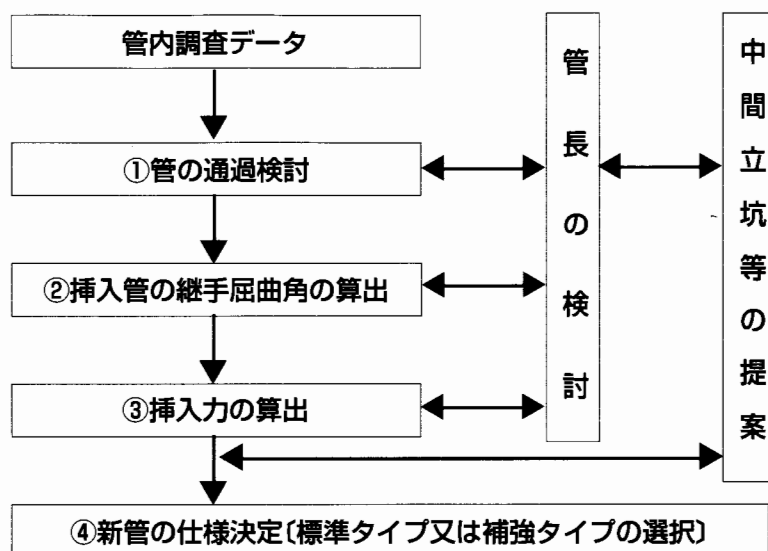 管内調査データ
①管の通過検討
②挿入管の継手屈曲角の算出
③挿入力の算出
④新管の仕様決定〔標準タイプ又は補強タイプの選択〕
管長の検討
中間立坑等の提案